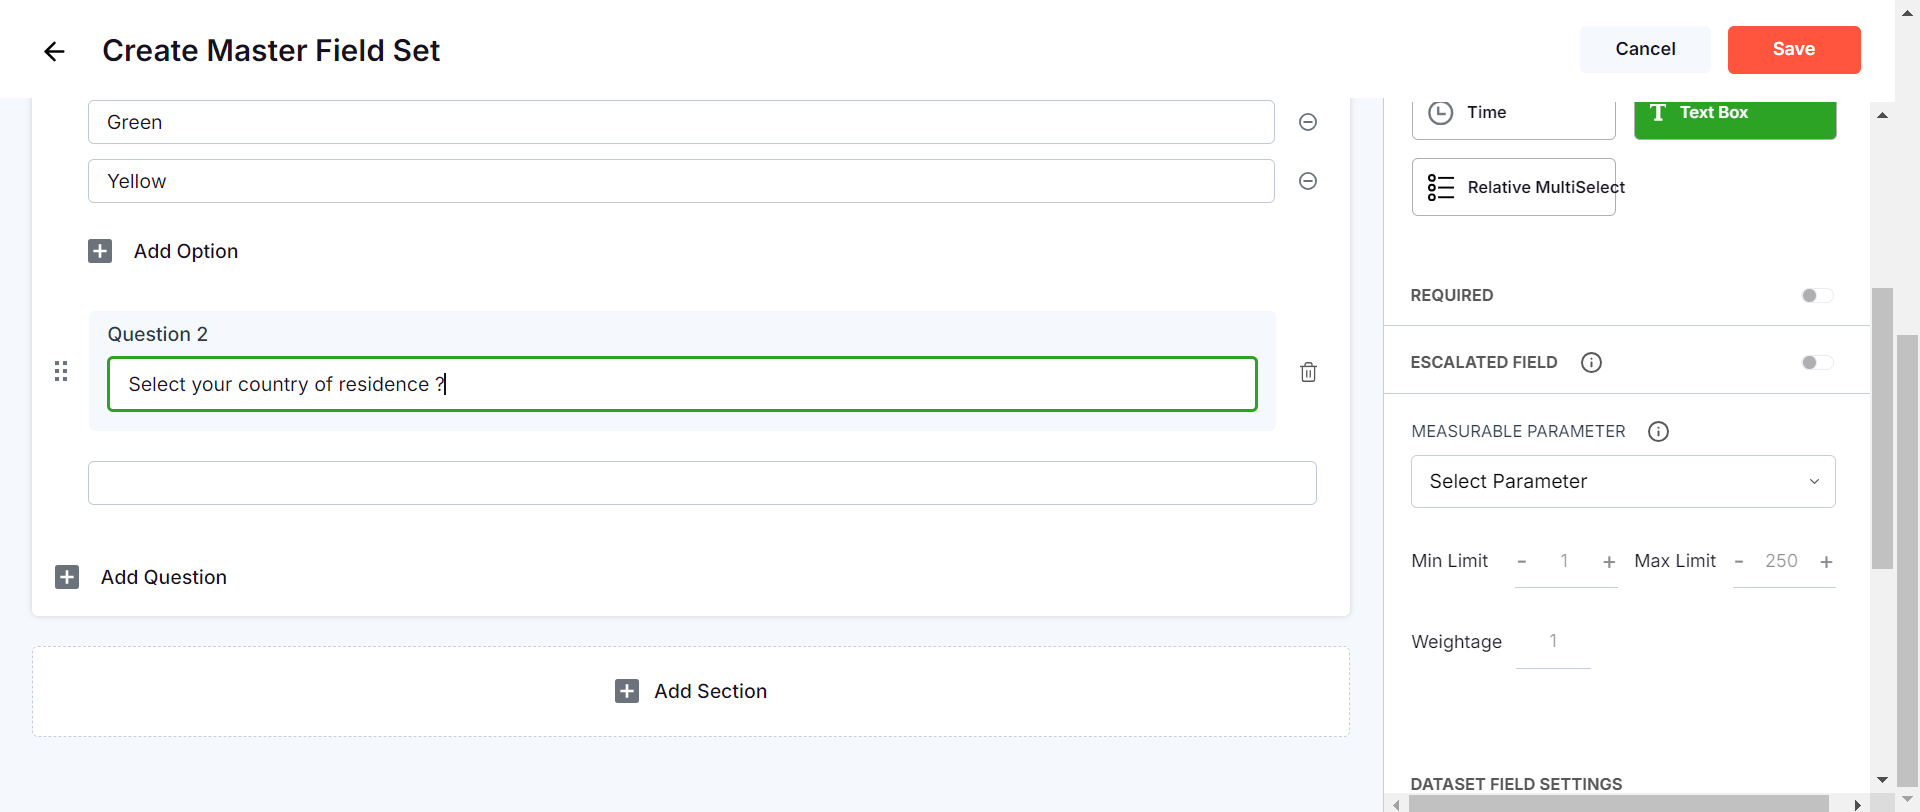 Create Master Field Set
Cancel
Save
Green
Yellow
Add Option
Question 2
Select your country of residence ?
Add Question
Add Section
Time
Text Box
Relative MultiSelect
REQUIRED
ESCALATED FIELD
MEASURABLE PARAMETER
Select Parameter
Min Limit - 1 + Max Limit - 250 +
Weightage 1
DATASET FIELD SETTINGS